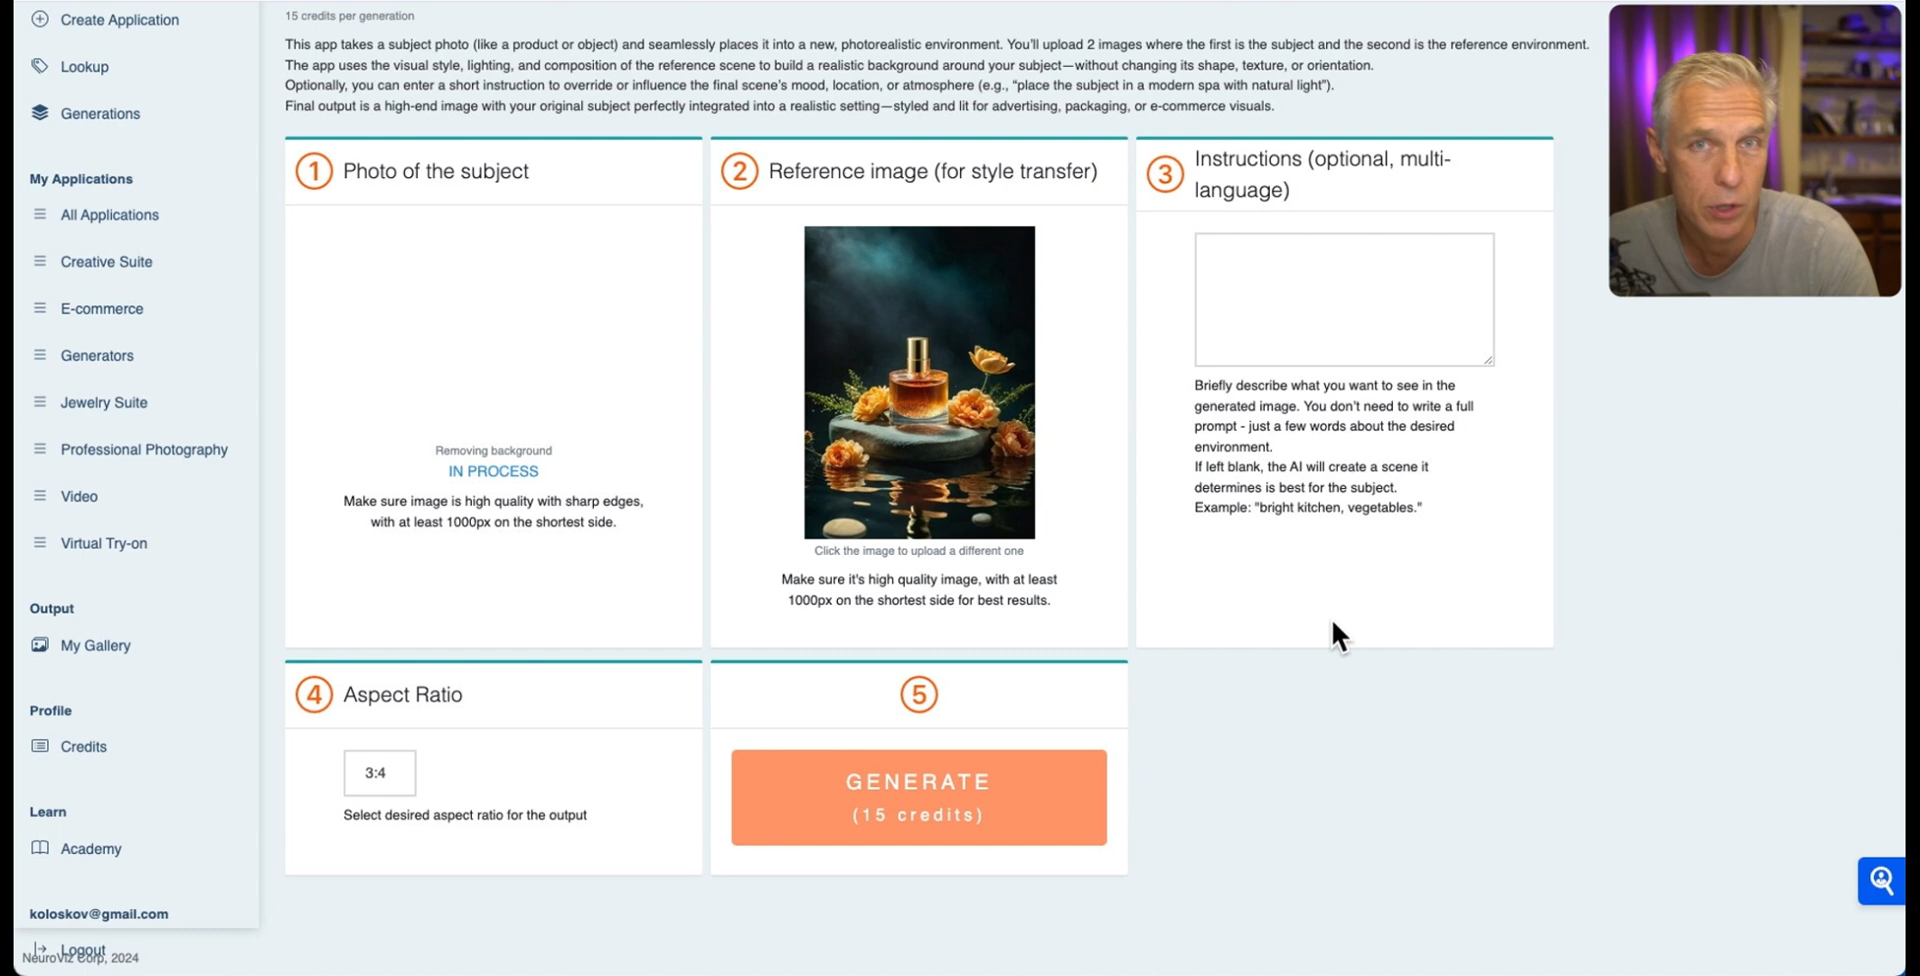 Create Application
Lookup
Generations
My Applications
All Applications
Creative Suite
E-commerce
Generators
Jewelry Suite
Professional Photography
Video
Virtual Try-on
Output
My Gallery
Profile
Credits
Learn
Academy
koloskov@gmail.com
Logout
NeuroViz Corp, 2024
15 credits per generation
This app takes a subject photo (like a product or object) and seamlessly places it into a new, photorealistic environment. You'll upload 2 images where the first is the subject and the second is the reference environment.
The app uses the visual style, lighting, and composition of the reference scene to build a realistic background around your subject—without changing its shape, texture, or orientation.
Optionally, you can enter a short instruction to override or influence the final scene's mood, location, or atmosphere (e.g., “place the subject in a modern spa with natural light”).
Final output is a high-end image with your original subject perfectly integrated into a realistic setting—styled and lit for advertising, packaging, or e-commerce visuals.
1 Photo of the subject
Removing background
IN PROCESS
Make sure image is high quality with sharp edges,
with at least 1000px on the shortest side.
2 Reference image (for style transfer)
Click the image to upload a different one
Make sure it's high quality image, with at least
1000px on the shortest side for best results.
3 Instructions (optional, multi-
language)
Briefly describe what you want to see in the
generated image. You don't need to write a full
prompt - just a few words about the desired
environment.
If left blank, the AI will create a scene it
determines is best for the subject.
Example: "bright kitchen, vegetables."
4 Aspect Ratio
3:4
Select desired aspect ratio for the output
5
GENERATE
(15 credits)